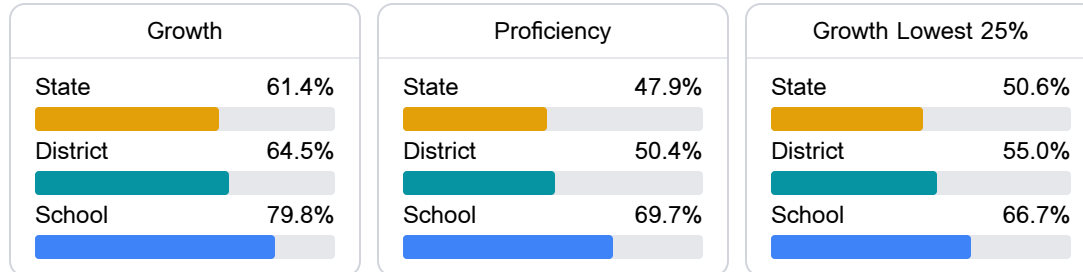 Growth
State 61.4%
District 64.5%
School 79.8%
Proficiency
State 47.9%
District 50.4%
School 69.7%
Growth Lowest 25%
State 50.6%
District 55.0%
School 66.7%